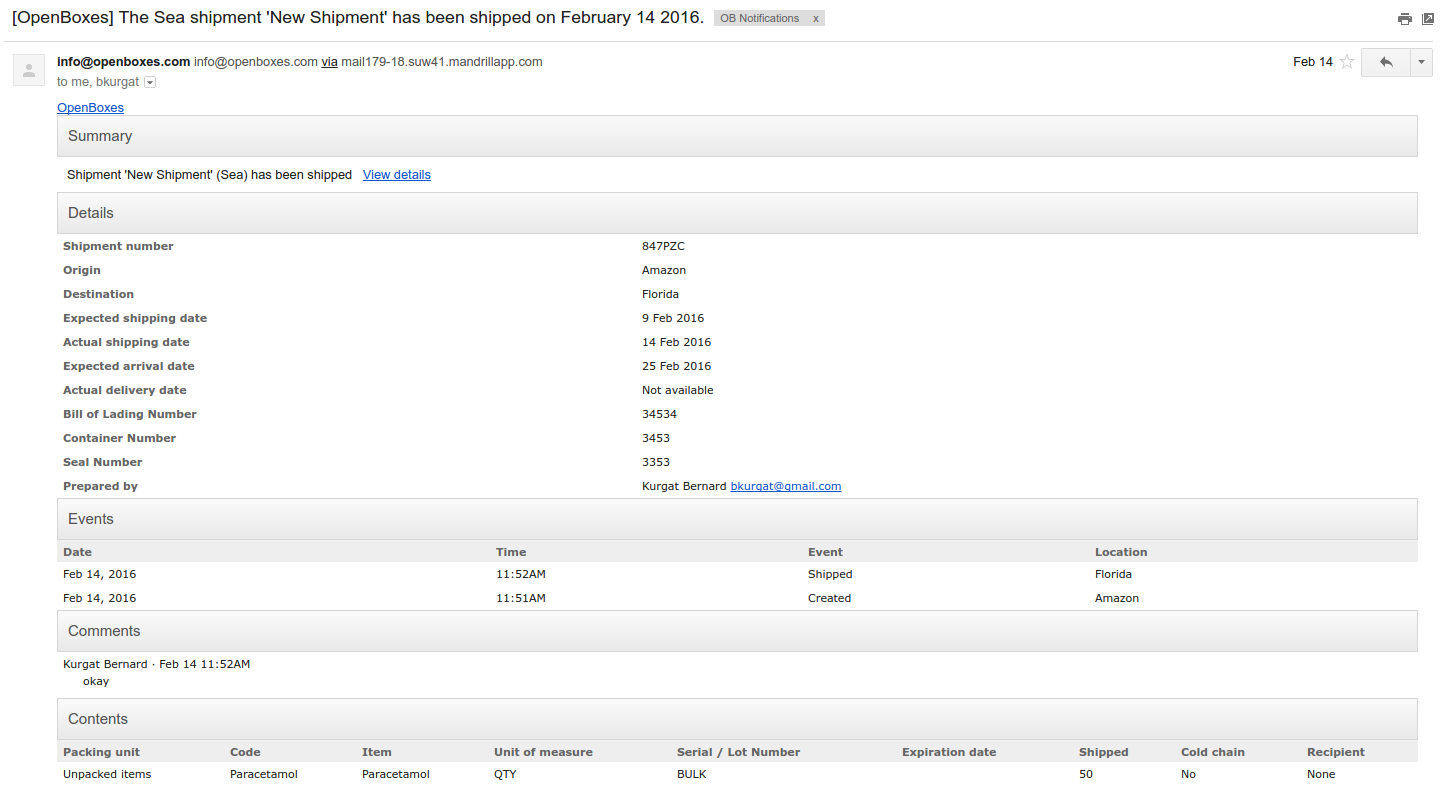 [OpenBoxes] The Sea shipment 'New Shipment' has been shipped on February 14 2016. OB Notifications x
info@openboxes.com info@openboxes.com via mail179-18.suw41.mandrillapp.com Feb 14
to me, bkurgat
OpenBoxes
Summary
Shipment 'New Shipment' (Sea) has been shipped View details
Details
Shipment number 847PZC
Origin Amazon
Destination Florida
Expected shipping date 9 Feb 2016
Actual shipping date 14 Feb 2016
Expected arrival date 25 Feb 2016
Actual delivery date Not available
Bill of Lading Number 34534
Container Number 3453
Seal Number 3353
Prepared by Kurgat Bernard bkurgat@gmail.com
Events
Date Time Event Location
Feb 14, 2016 11:52AM Shipped Florida
Feb 14, 2016 11:51AM Created Amazon
Comments
Kurgat Bernard · Feb 14 11:52AM
okay
Contents
Packing unit Code Item Unit of measure Serial / Lot Number Expiration date Shipped Cold chain Recipient
Unpacked items Paracetamol Paracetamol QTY BULK 50 No None